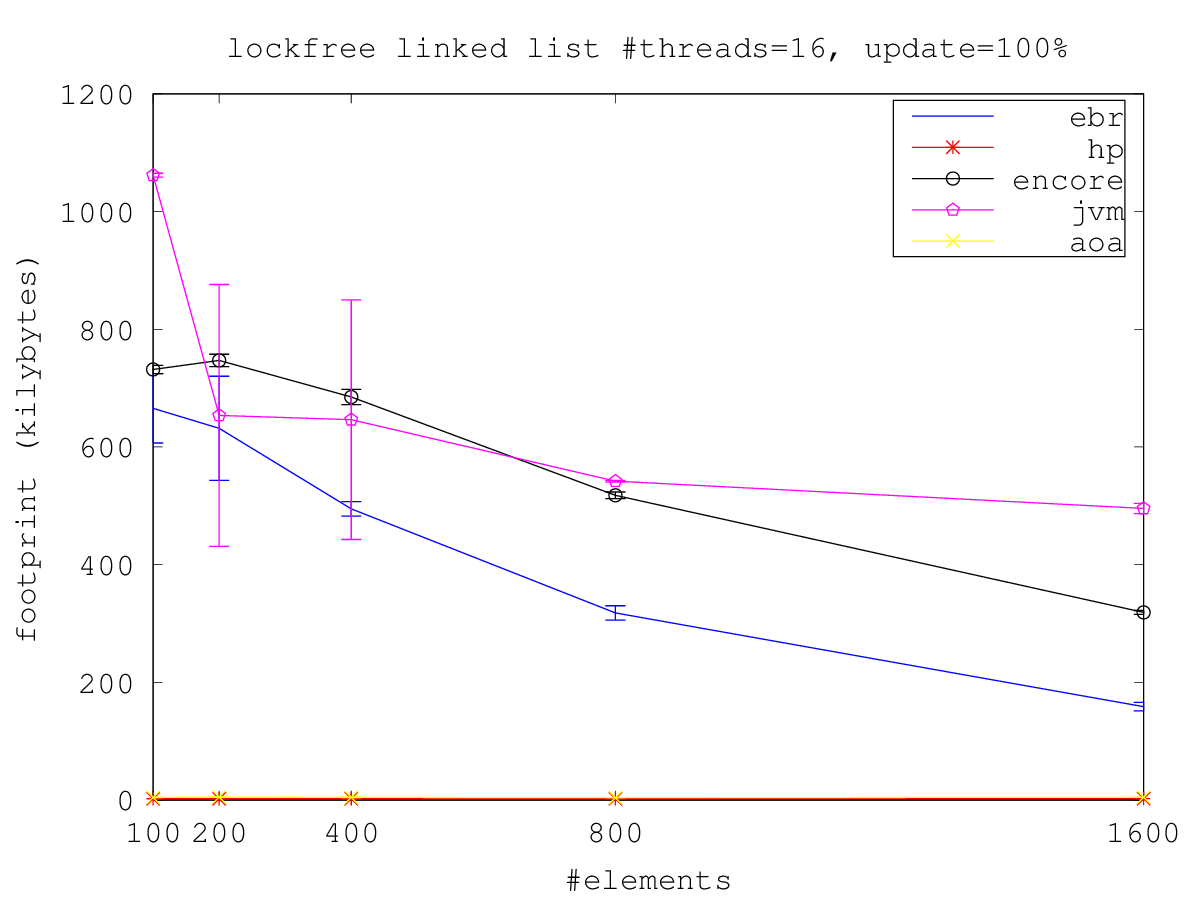 lockfree linked list #threads=16, update=100%
1200
1000
800
600
400
200
0
footprint (kilybytes)
ebr
hp
encore
jvm
aoa
100 200 400 800 1600
#elements